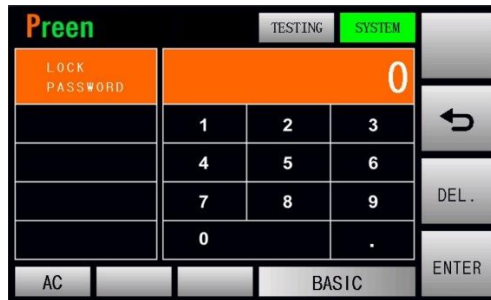 Preen
TESTING
SYSTEM
LOCK
PASSWORD
0
1 2 3
4 5 6
7 8 9
0 .
DEL.
ENTER
AC
BASIC